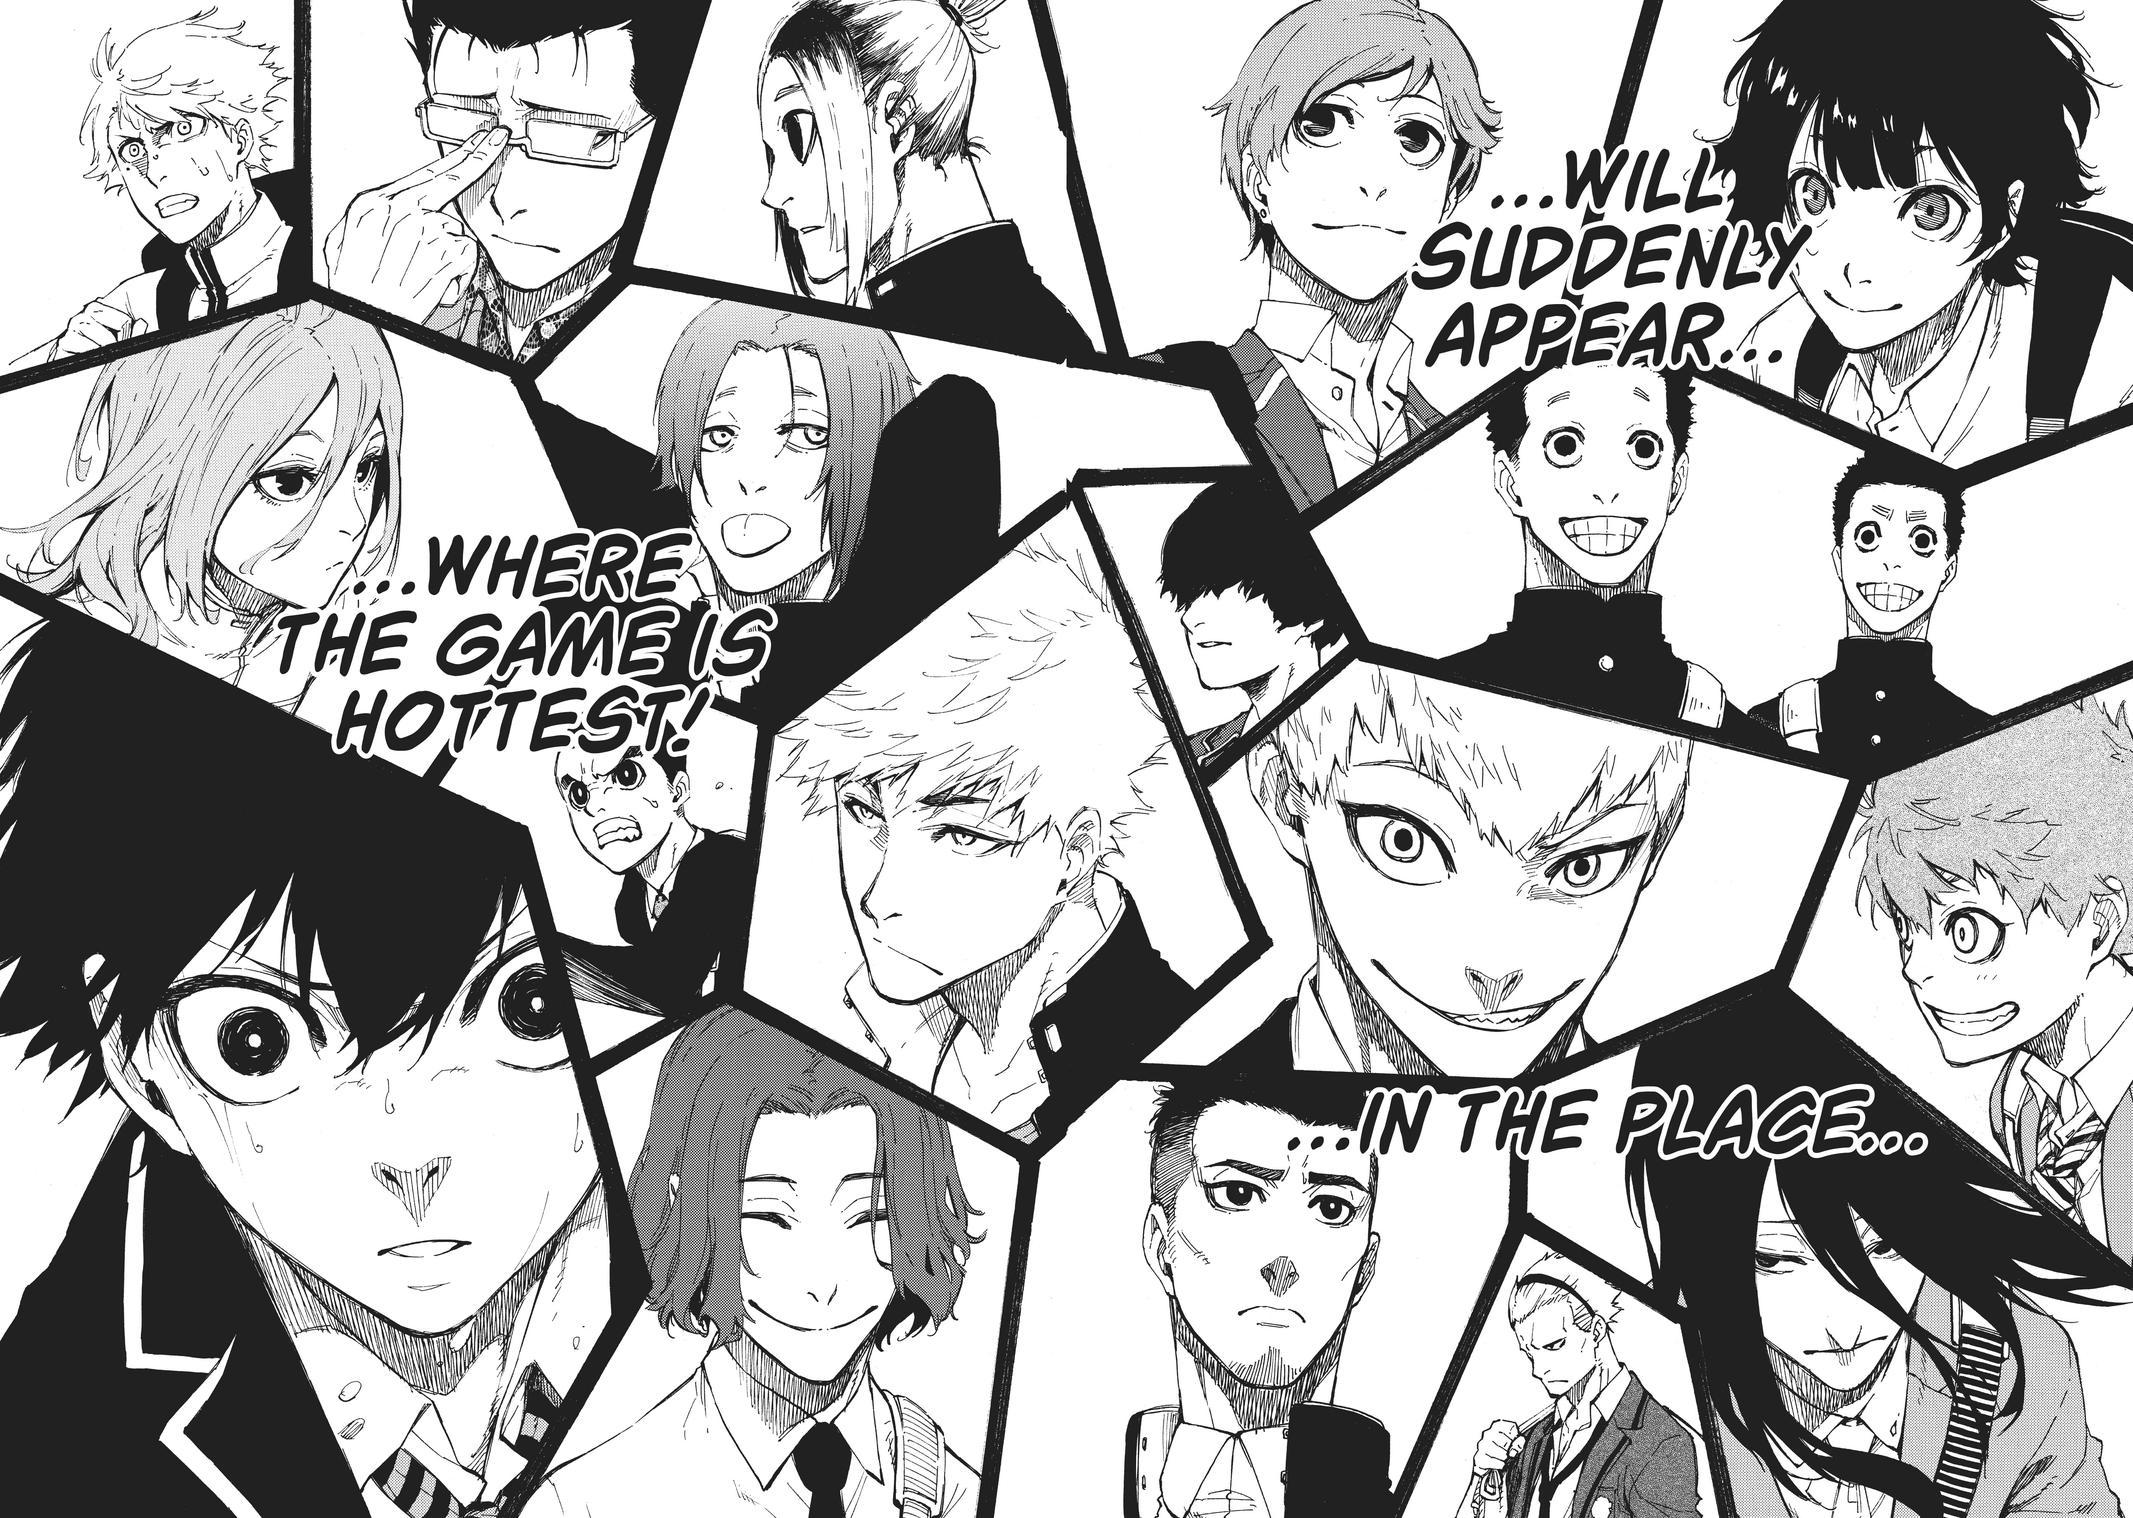 ...WILL
SUDDENLY
APPEAR...
...IN THE PLACE...
...WHERE
THE GAME IS
HOTTEST!